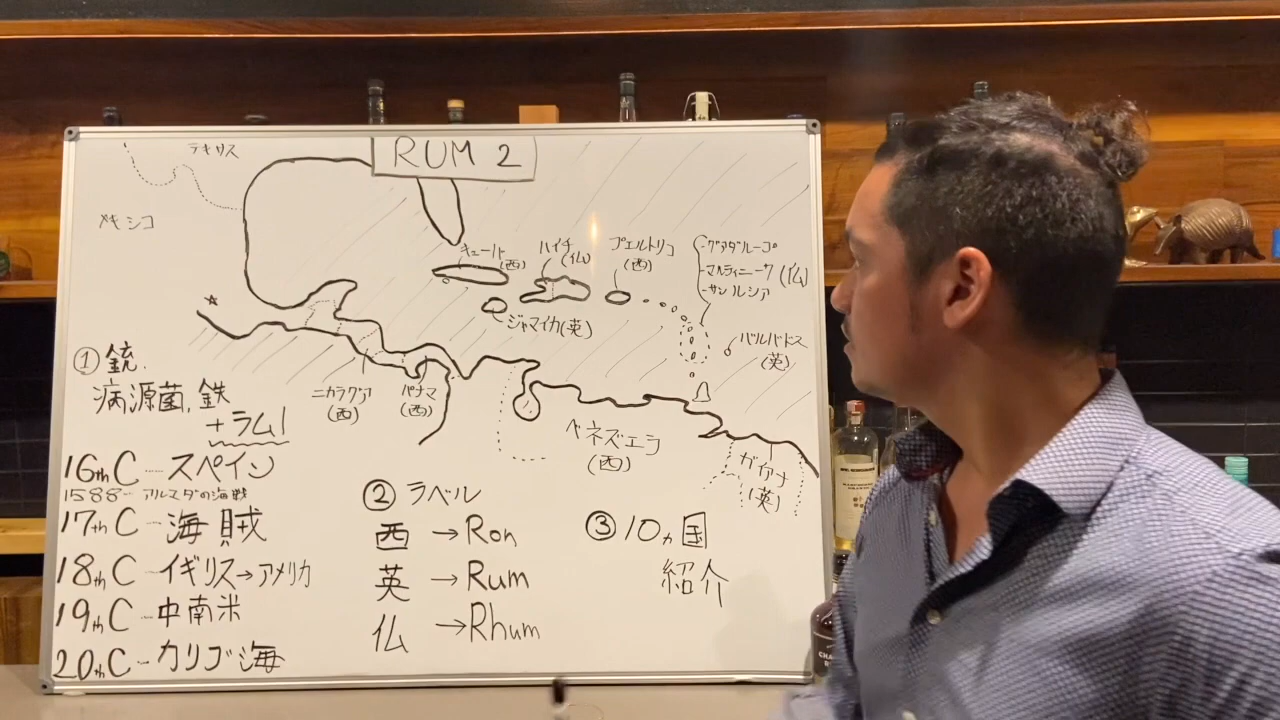 RUM 2
テキサス
メキシコ
キューバ
(西)
ハイチ
(仏)
プエルトリコ
(西)
-グアダループ
-マルティニーク
-サンルシア
(仏)
ジャマイカ(英)
バルバドス
(英)
ニカラグア
(西)
パナマ
(西)
ベネズエラ
(西)
ガイアナ
(英)
① 銃.
病源菌.鉄
+ラム!
16th C … スペイン
1588… アルマダの海戦
17th C … 海賊
18th C … イギリス→アメリカ
19th C … 中南米
20th C … カリブ海
② ラベル
西 → Ron
英 → Rum
仏 → Rhum
③ 10ヵ国
紹介